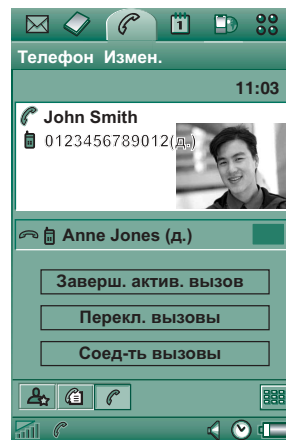 Телефон Измен.
11:03
John Smith
0123456789012(д.)
Anne Jones (д.)
Заверш. актив. вызов
Перекл. вызовы
Соед-ть вызовы